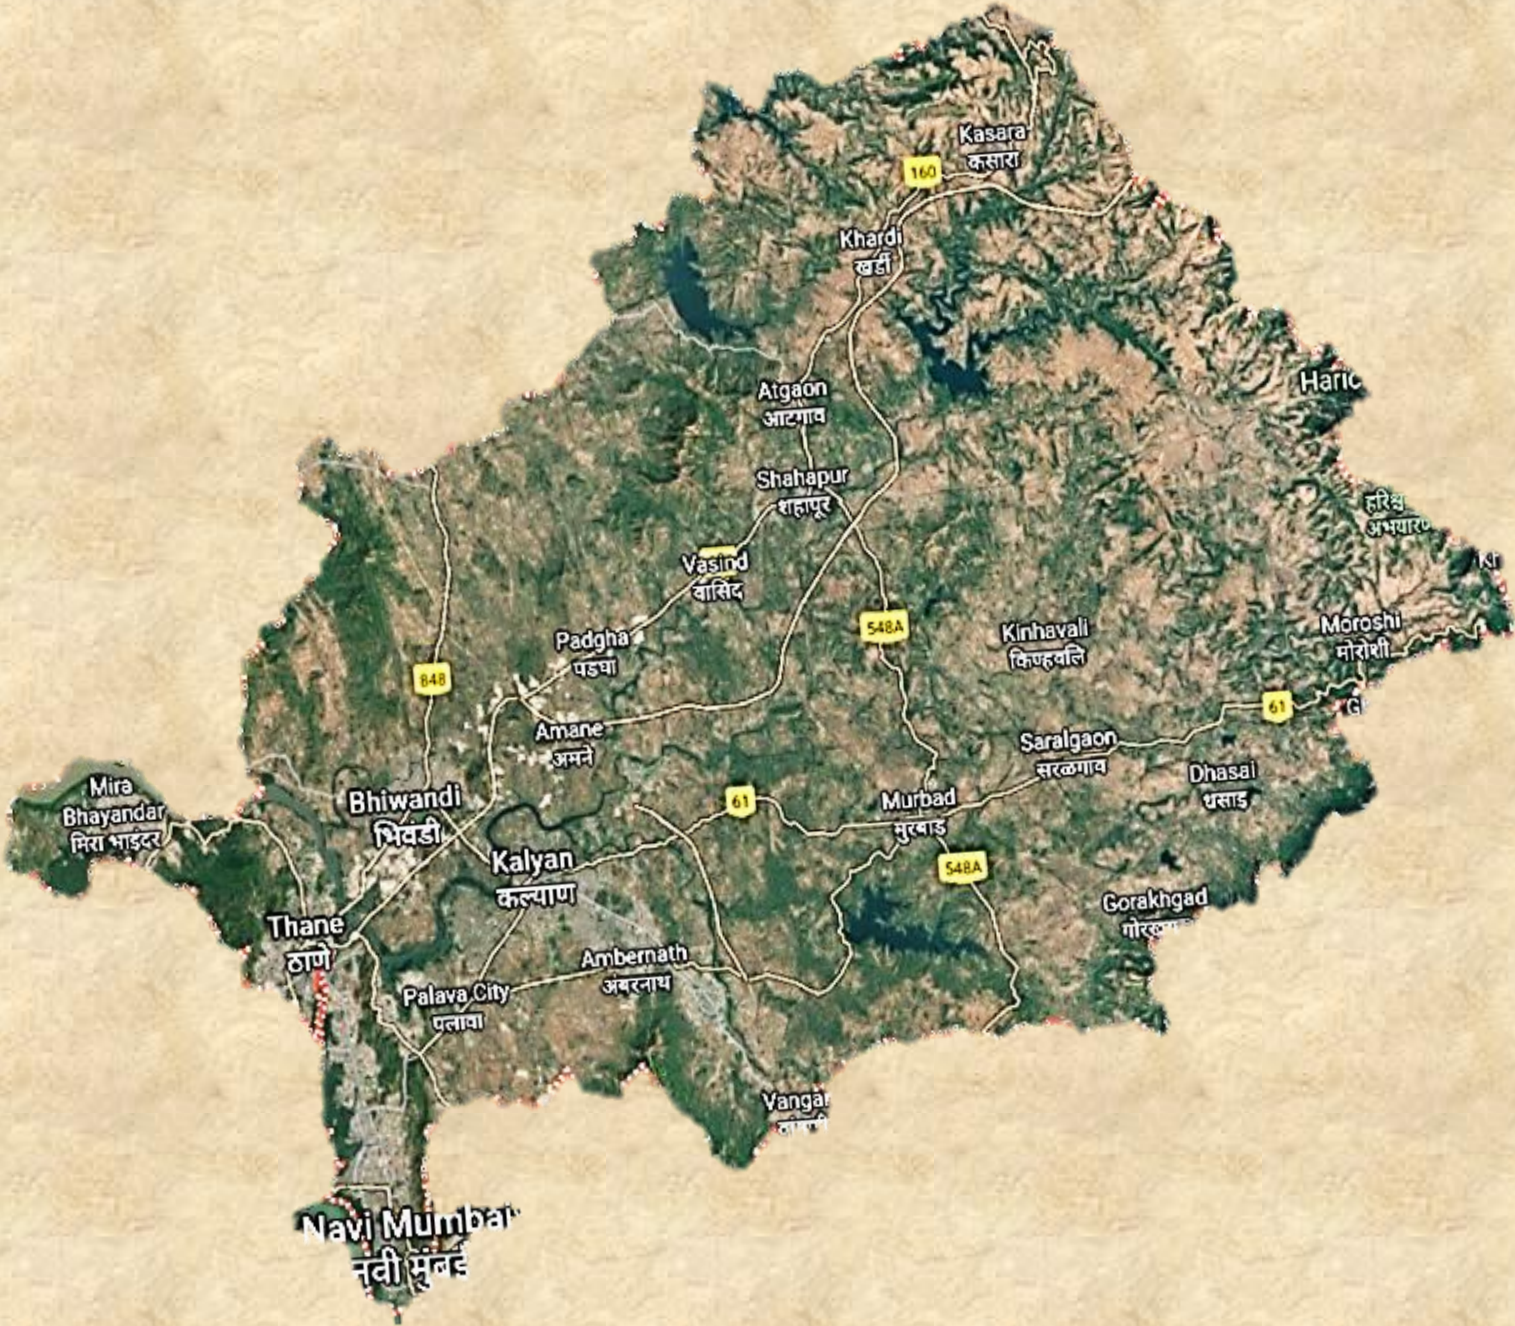 Kasara
कसारा
160
Khardi
खर्डी
Atgaon
आटगाव
Shahapur
शहापूर
Vasind
वासिंद
548A
Kinhavali
किण्हवलि
Moroshi
मोरोशी
Padgha
पडघा
848
61
Amane
अमने
Saralgaon
सरळगाव
Dhasai
धसाई
Mira
Bhayandar
मिरा भाईंदर
Bhiwandi
भिवंडी
61
Murbad
मुरबाड
Kalyan
कल्याण
548A
Gorakhgad
Thane
ठाणे
Ambernath
अंबरनाथ
Palava City
पलावा
Navi Mumbai
नवी मुंबई